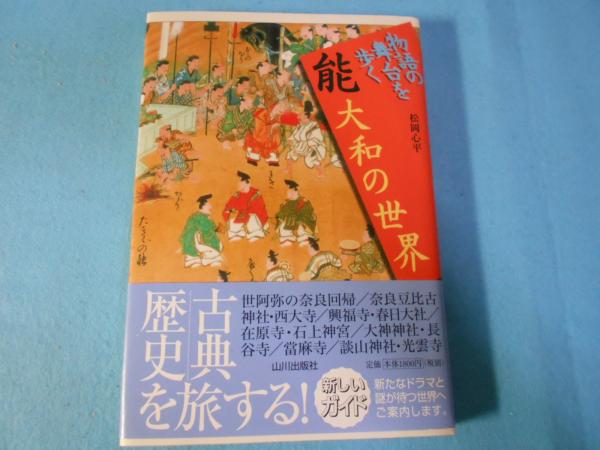 物語の
舞台を
歩く
能
大和の世界
松岡心平
たきゞの能
古典
歴史を旅する!
世阿弥の奈良回帰／奈良豆比古
神社・西大寺／興福寺・春日大社／
在原寺・石上神宮／大神神社・長
谷寺／當麻寺／談山神社・光雲寺
山川出版社
定価 本体1800円(税別)
新しい
ガイド
新たなドラマと
謎が待つ世界へ
ご案内します。